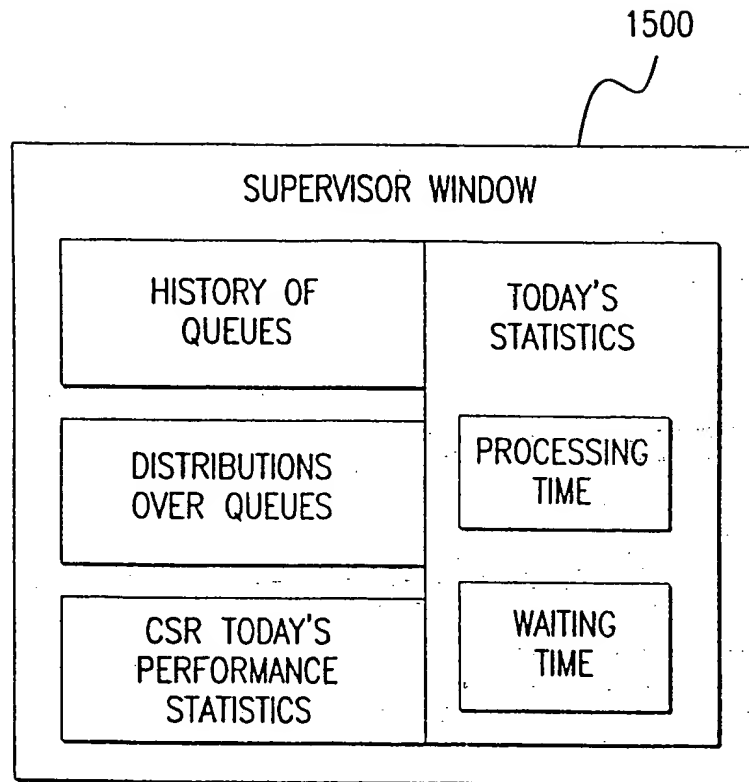 1500
SUPERVISOR WINDOW
HISTORY OF
QUEUES
DISTRIBUTIONS
OVER QUEUES
CSR TODAY'S
PERFORMANCE
STATISTICS
TODAY'S
STATISTICS
PROCESSING
TIME
WAITING
TIME